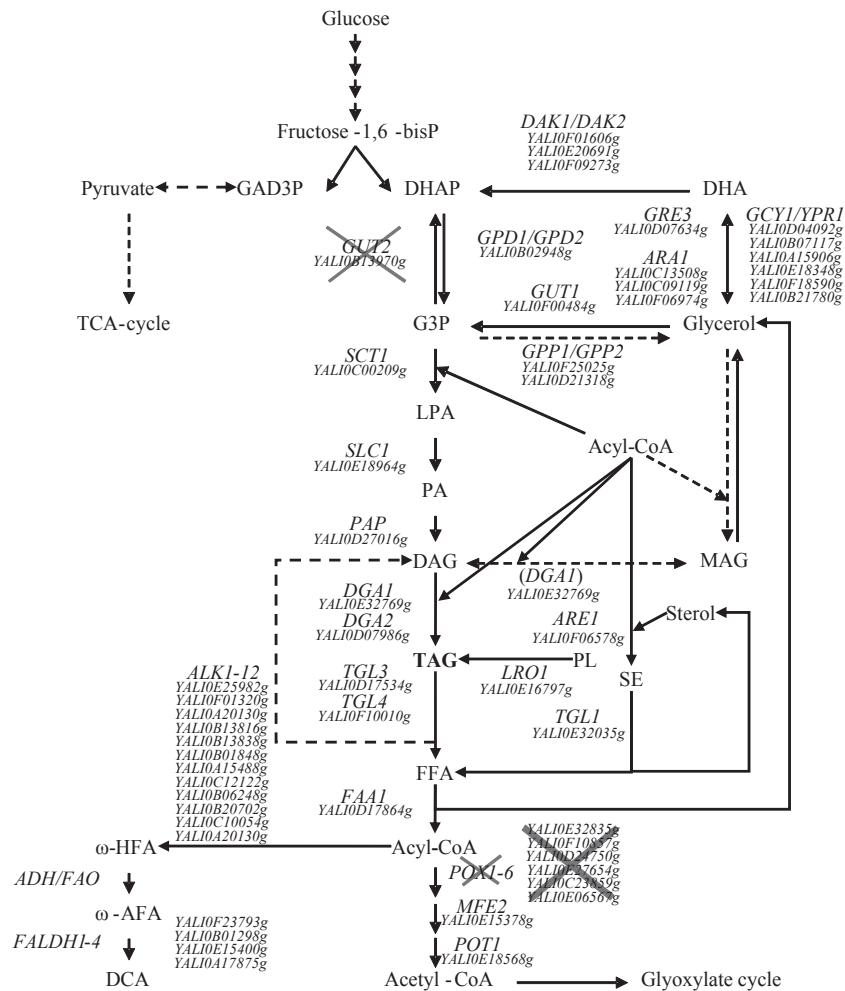 Glucose
Fructose -1,6 -bisP
DAK1/DAK2
YALI0F01606g
YALI0E20691g
YALI0F09273g
Pyruvate
GAD3P
DHAP
DHA
GUT2
YALI0B13970g
GPD1/GPD2
YALI0B02948g
GRE3
YALI0D07634g
ARA1
YALI0C13508g
YALI0C09119g
YALI0F06974g
GCY1/YPR1
YALI0D04092g
YALI0B07117g
YALI0A15906g
YALI0E18348g
YALI0F18590g
YALI0B21780g
GUT1
YALI0F00484g
TCA-cycle
G3P
Glycerol
GPP1/GPP2
YALI0F25025g
YALI0D21318g
SCT1
YALI0C00209g
LPA
Acyl-CoA
SLC1
YALI0E18964g
PA
PAP
YALI0D27016g
DAG
MAG
(DGA1)
YALI0E32769g
DGA1
YALI0E32769g
DGA2
YALI0D07986g
ARE1
YALI0F06578g
Sterol
TAG
PL
SE
LRO1
YALI0E16797g
TGL3
YALI0D17534g
TGL4
YALI0F10010g
TGL1
YALI0E32035g
ALK1-12
YALI0E25982g
YALI0F01320g
YALI0A20130g
YALI0B13816g
YALI0B13838g
YALI0B01848g
YALI0A15488g
YALI0C12122g
YALI0B06248g
YALI0B20702g
YALI0C10054g
YALI0A20130g
FFA
FAA1
YALI0D17864g
ω-HFA
Acyl-CoA
POX1-6
YALI0E32835g
YALI0F10857g
YALI0D24750g
YALI0E27654g
YALI0C23859g
YALI0E06567g
ADH/FAO
ω -AFA
MFE2
YALI0E15378g
FALDH1-4
YALI0F23793g
YALI0B01298g
YALI0E15400g
YALI0A17875g
POT1
YALI0E18568g
DCA
Acetyl -CoA
Glyoxylate cycle